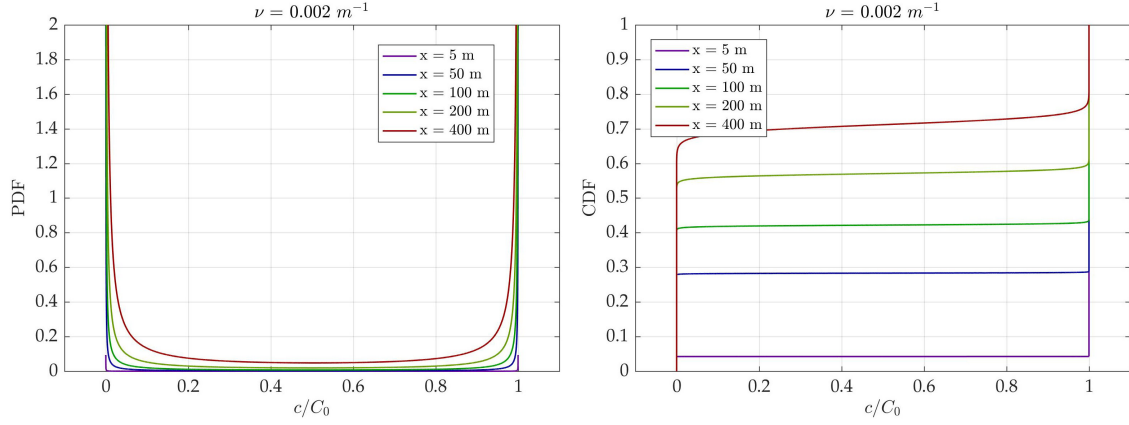 ν = 0.002 m⁻¹
PDF
2
1.8
1.6
1.4
1.2
1
0.8
0.6
0.4
0.2
0
x = 5 m
x = 50 m
x = 100 m
x = 200 m
x = 400 m
0 0.2 0.4 0.6 0.8 1
c/C₀
ν = 0.002 m⁻¹
CDF
1
0.9
0.8
0.7
0.6
0.5
0.4
0.3
0.2
0.1
0
x = 5 m
x = 50 m
x = 100 m
x = 200 m
x = 400 m
0 0.2 0.4 0.6 0.8 1
c/C₀